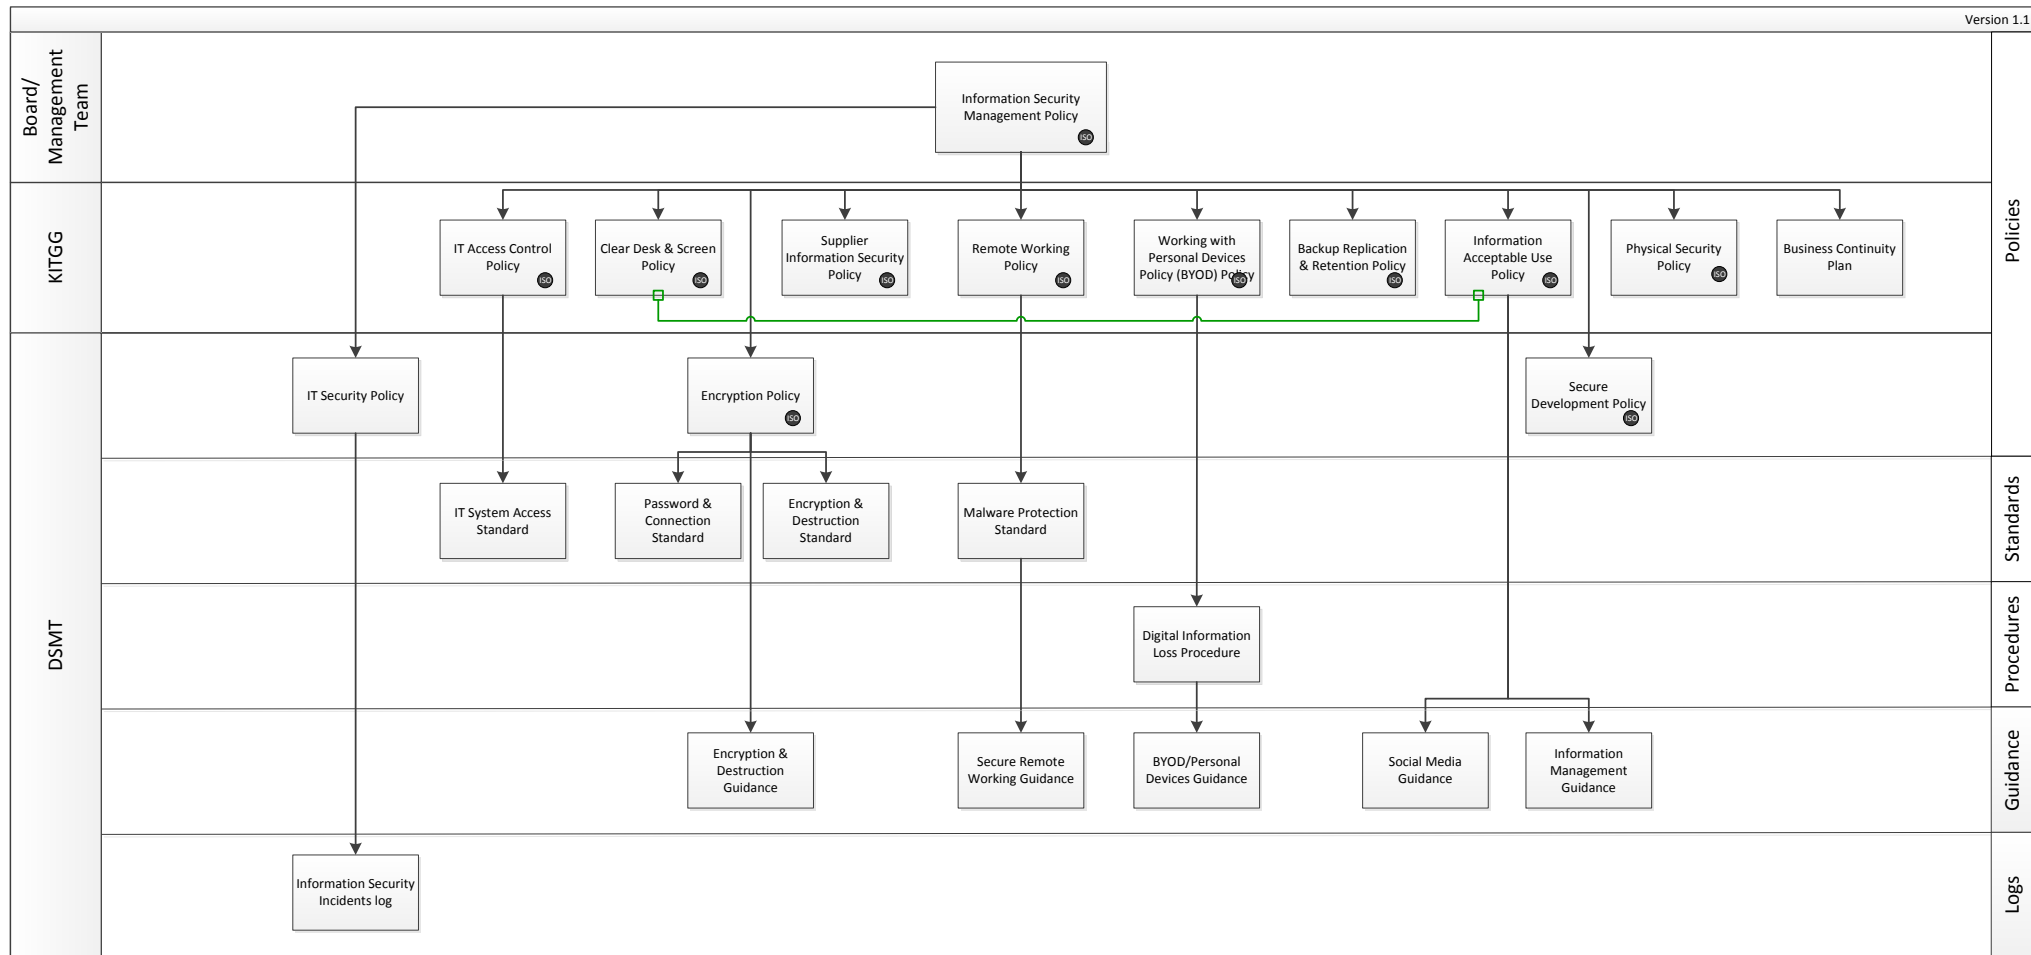 Version 1.1
Board/
Management
Team
Information Security
Management Policy
ISO
Policies
KITGG
IT Access Control
Policy
ISO
Clear Desk & Screen
Policy
ISO
Supplier
Information Security
Policy
ISO
Remote Working
Policy
ISO
Working with
Personal Devices
Policy (BYOD) Policy
ISO
Backup Replication
& Retention Policy
ISO
Information
Acceptable Use
Policy
ISO
Physical Security
Policy
ISO
Business Continuity
Plan
DSMT
IT Security Policy
Encryption Policy
ISO
Secure
Development Policy
ISO
Standards
IT System Access
Standard
Password &
Connection
Standard
Encryption &
Destruction
Standard
Malware Protection
Standard
Procedures
Digital Information
Loss Procedure
Guidance
Encryption &
Destruction
Guidance
Secure Remote
Working Guidance
BYOD/Personal
Devices Guidance
Social Media
Guidance
Information
Management
Guidance
Logs
Information Security
Incidents log